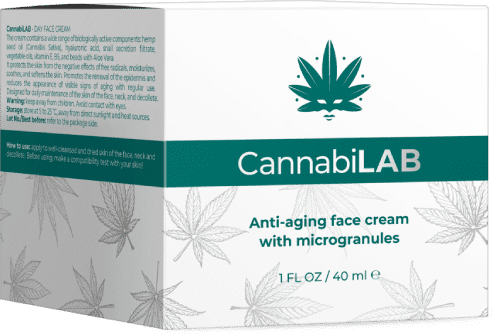 CannabiLAB - DAY FACE CREAM
The cream contains a wide range of biologically active components: hemp
seed oil (Cannabis Sativa), hyaluronic acid, snail secretion filtrate,
vegetable oils, vitamin E, B5, and beads with Aloe Vera.
It protects the skin from the negative effects of free radicals, moisturizes,
soothes, and softens the skin. Promotes the renewal of the epidermis and
reduces the appearance of visible signs of aging with regular use.
Designed for daily maintenance of the skin of the face, neck, and decollete.
Warning: keep away from children. Avoid contact with eyes.
Storage: store at 5 to 25 °C, away from direct sunlight and heat sources.
Lot No./Best before: refer to the package skin.
How to use: apply to well-cleansed and dried skin of the face, neck and
decollete. Before using, make a compatibility test with your skin!
CannabiLAB
Anti-aging face cream
with microgranules
1 FL OZ / 40 ml ℮